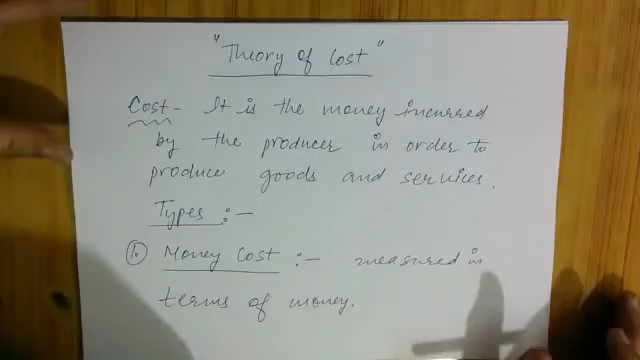 "Theory of Cost"
Cost - It is the money incurred
by the producer in order to
produce goods and services.
Types :-
1. Money Cost :- measured in
terms of money.